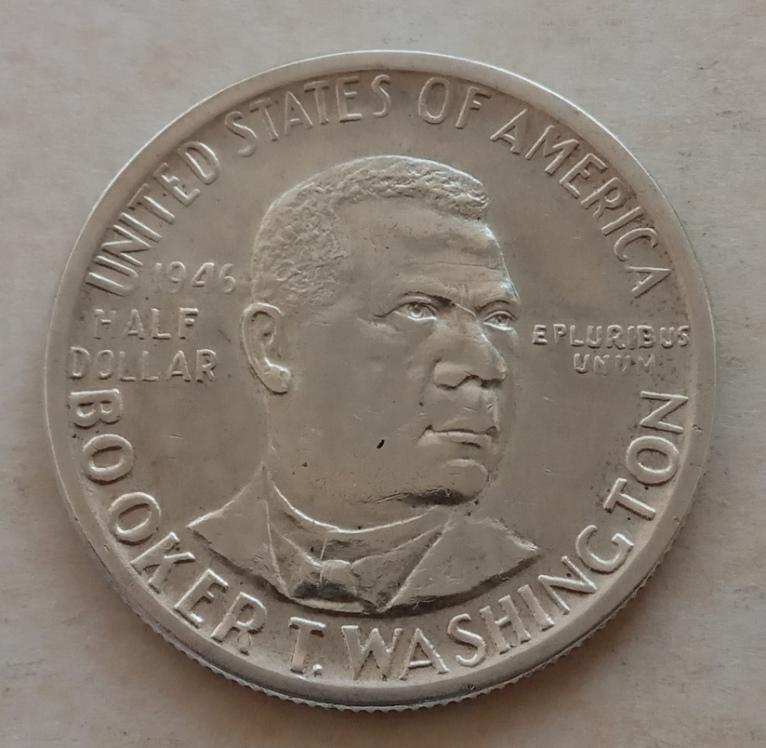 UNITED STATES OF AMERICA
1946
HALF
DOLLAR
E PLURIBUS
UNUM
BOOKER T. WASHINGTON